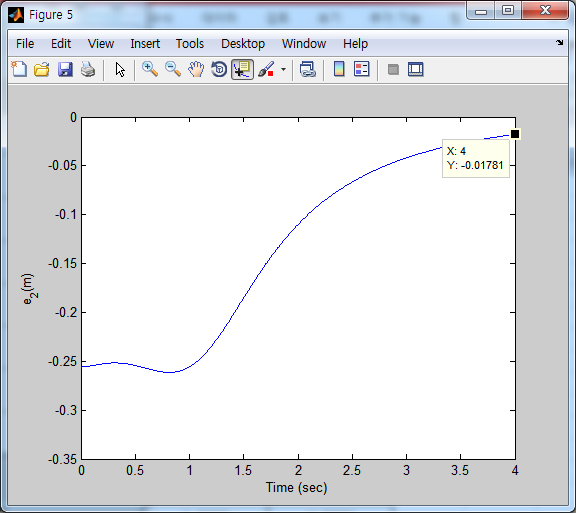 Figure 5
File Edit View Insert Tools Desktop Window Help
0
-0.05
-0.1
-0.15
-0.2
-0.25
-0.3
-0.35
e2(m)
X: 4
Y: -0.01781
0 0.5 1 1.5 2 2.5 3 3.5 4
Time (sec)